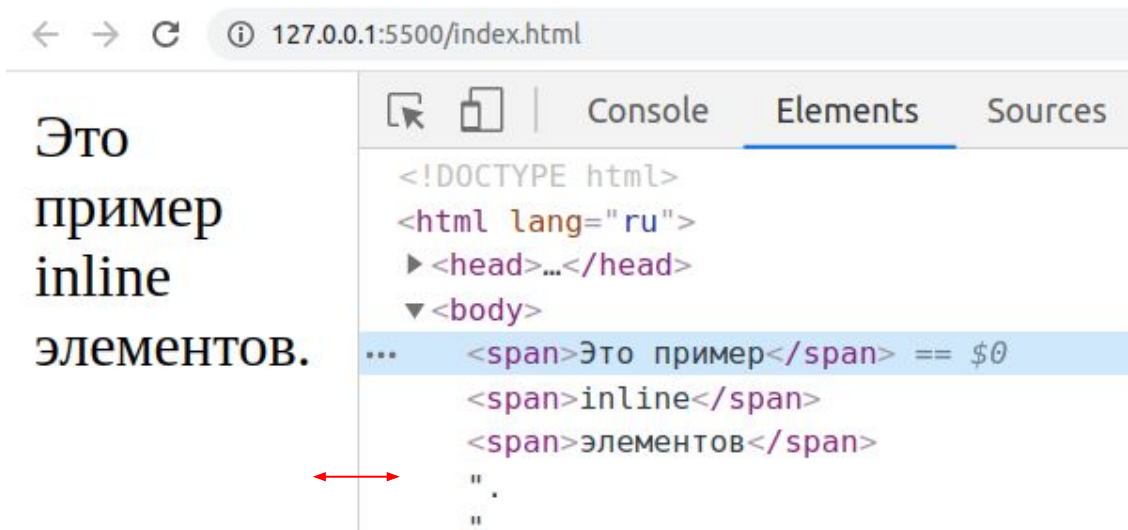 127.0.0.1:5500/index.html
Console Elements Sources
Это
пример
inline
элементов.
<!DOCTYPE html>
<html lang="ru">
<head>…</head>
<body>
<span>Это пример</span> == $0
<span>inline</span>
<span>элементов</span>
".
"